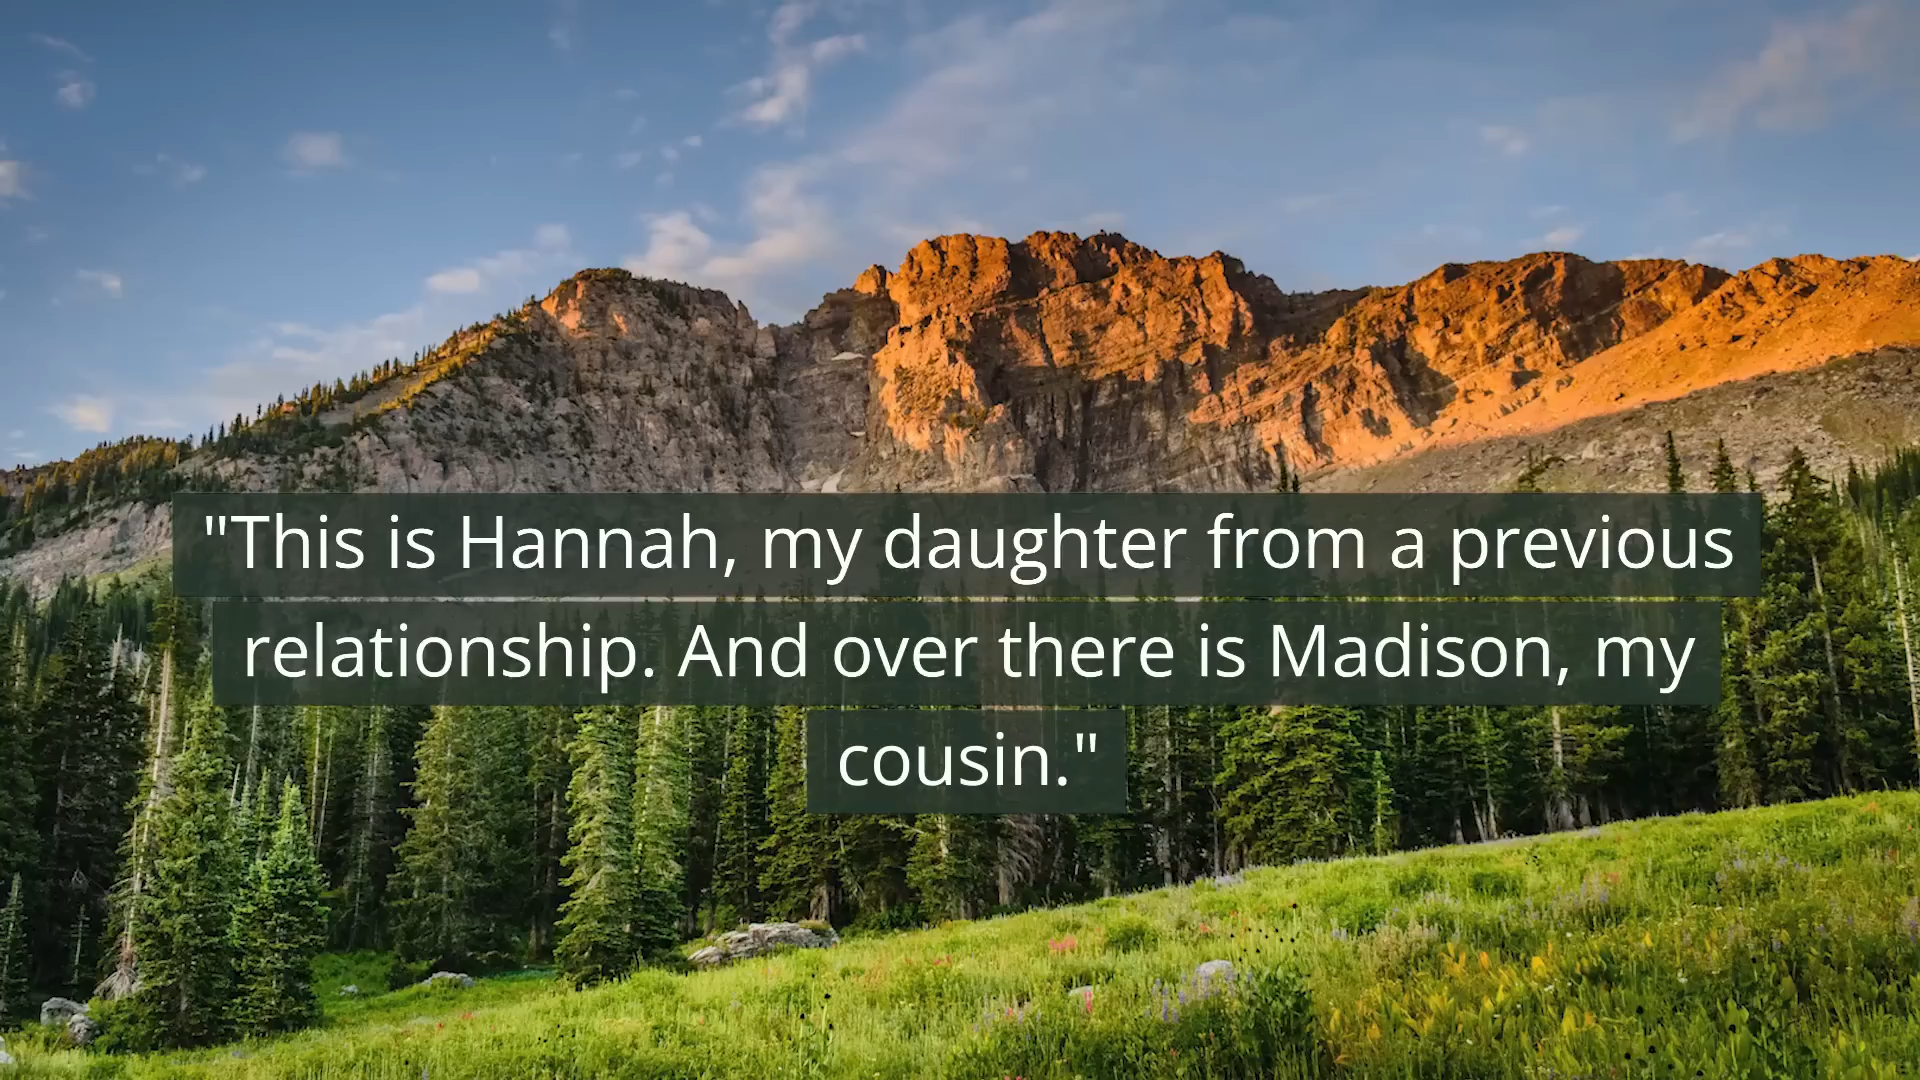 "This is Hannah, my daughter from a previous
relationship. And over there is Madison, my
cousin."